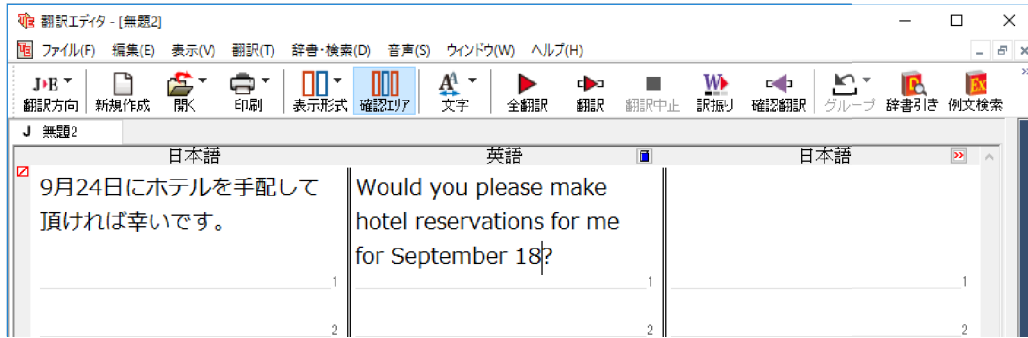 翻訳エディタ - [無題2]
ファイル(F) 編集(E) 表示(V) 翻訳(T) 辞書・検索(D) 音声(S) ウィンドウ(W) ヘルプ(H)
J▸E
翻訳方向 新規作成 開く 印刷 表示形式 確認エリア 文字 全翻訳 翻訳 翻訳中止 訳振り 確認翻訳 グループ 辞書引き 例文検索
J 無題2
日本語 英語 日本語
9月24日にホテルを手配して
頂ければ幸いです。
Would you please make
hotel reservations for me
for September 18?
1 1 1
2 2 2